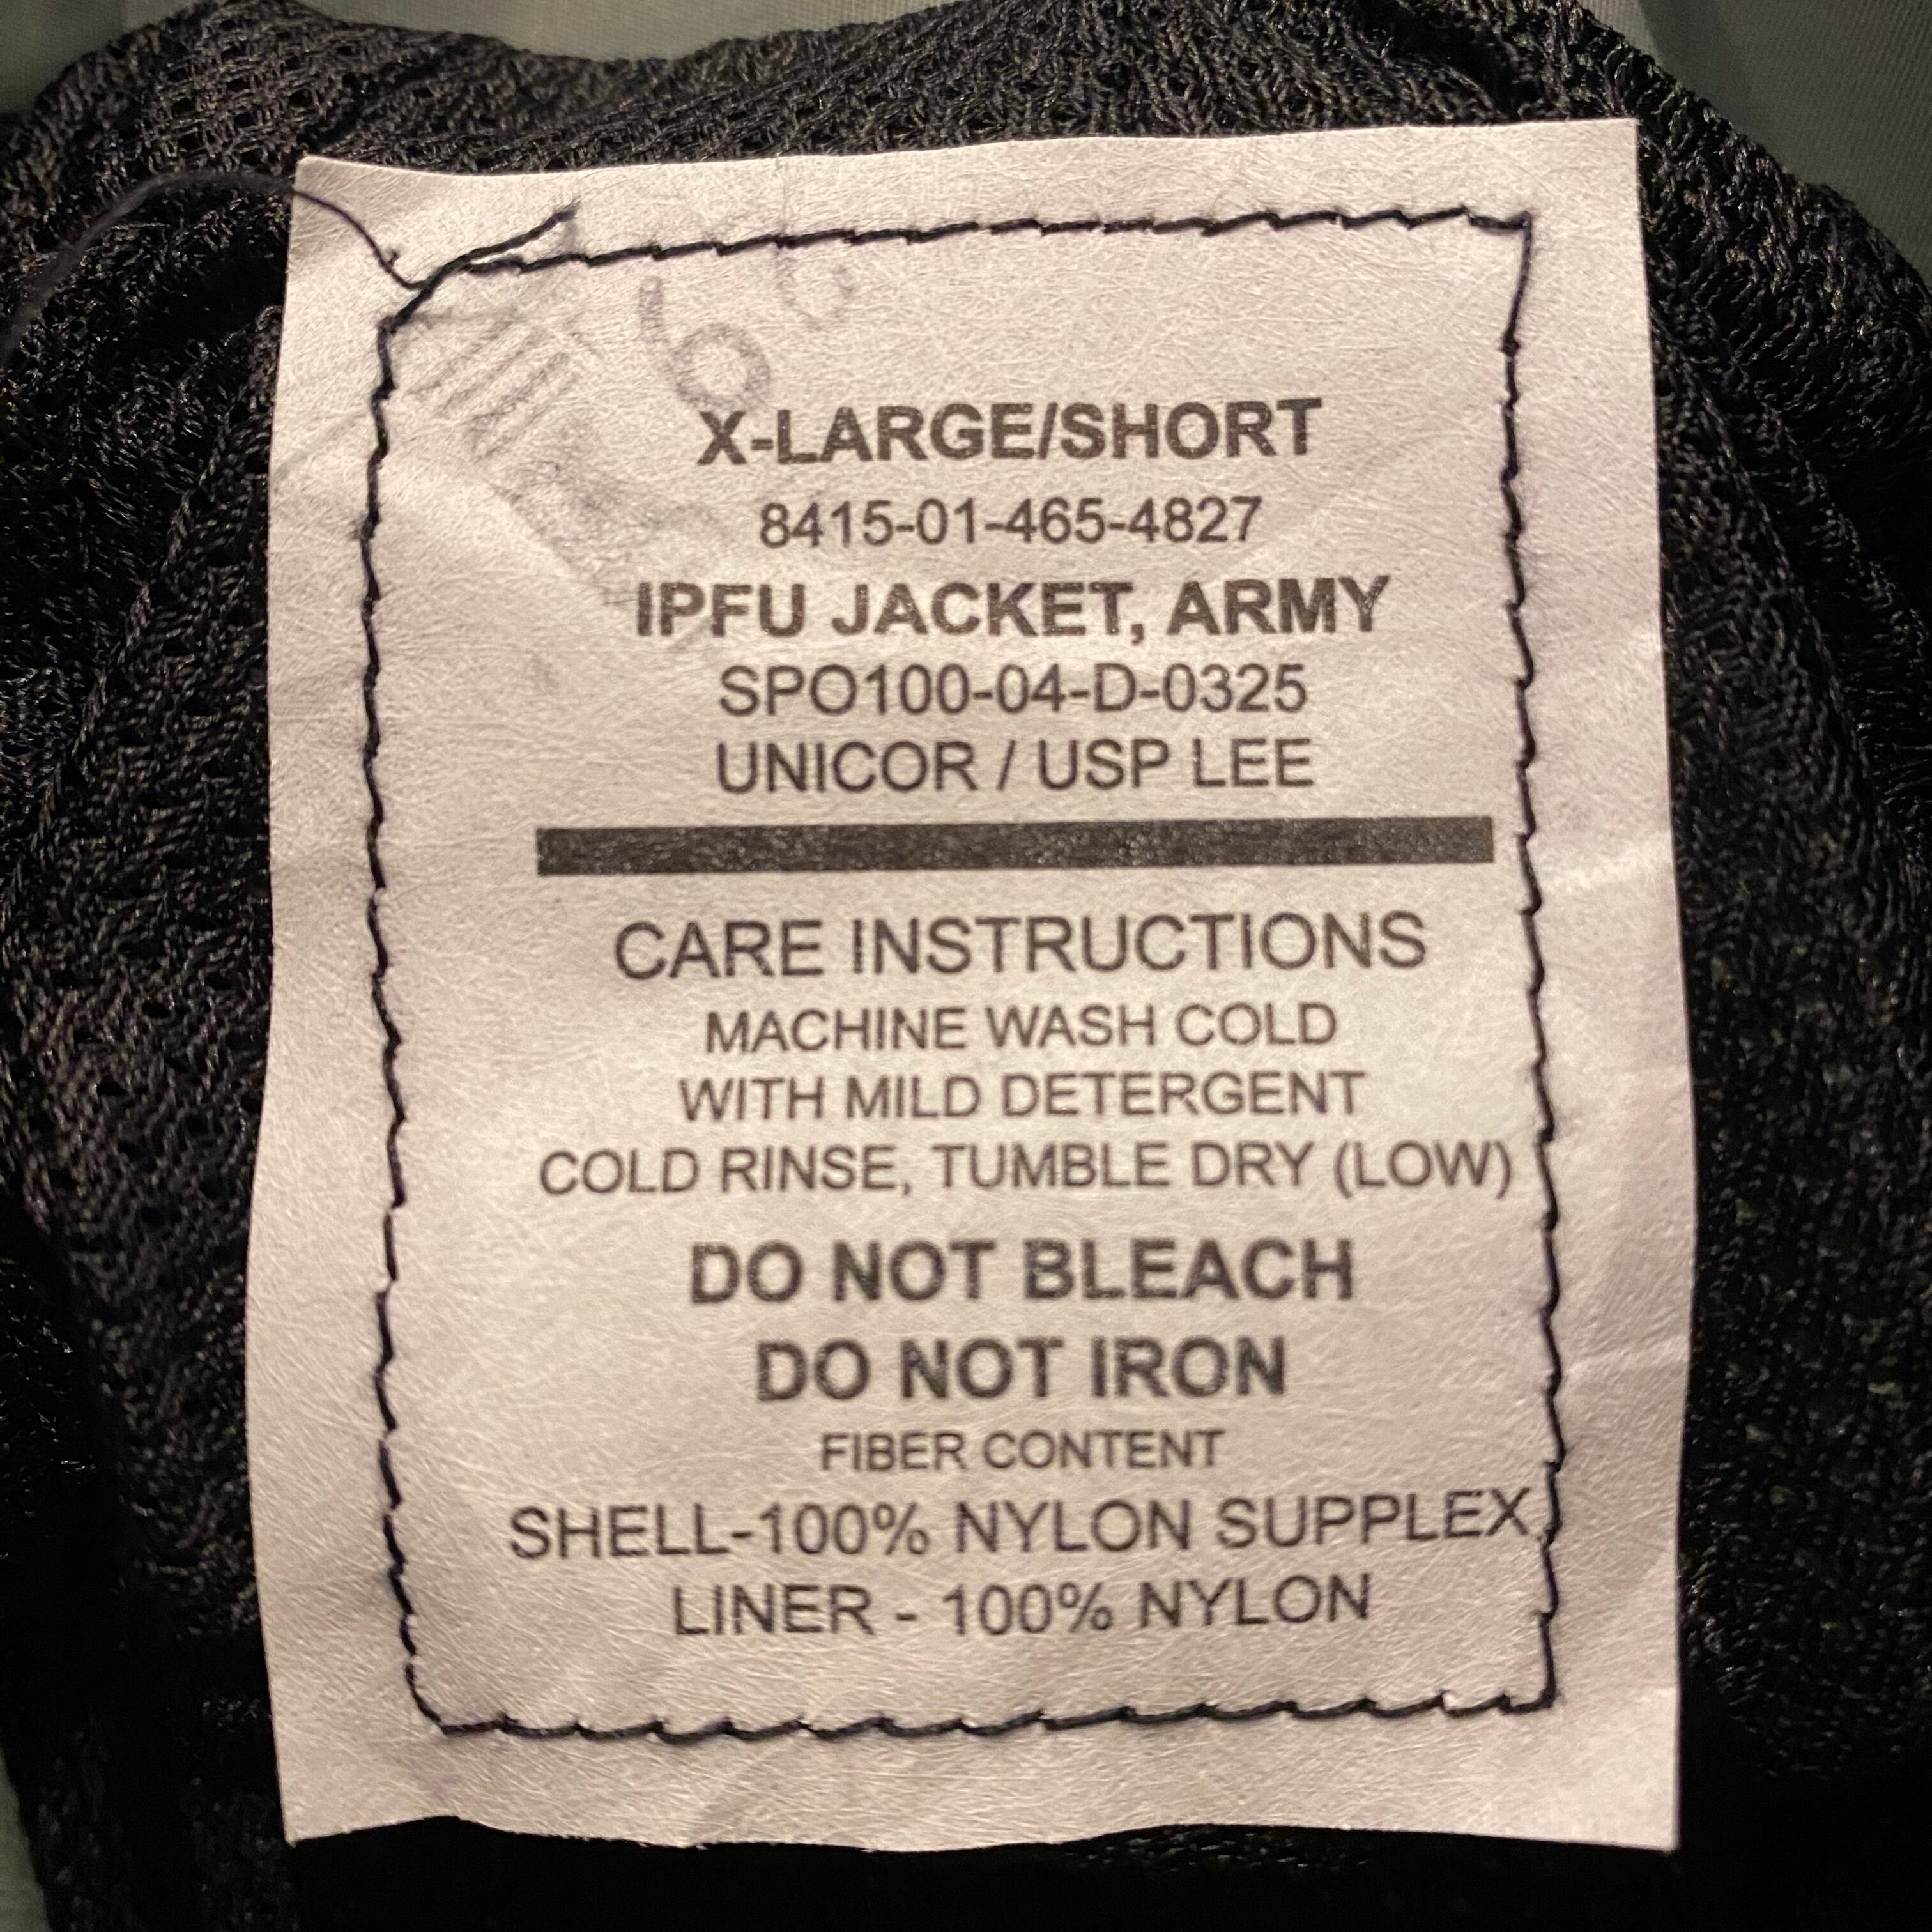 X-LARGE/SHORT
8415-01-465-4827
IPFU JACKET, ARMY
SPO100-04-D-0325
UNICOR / USP LEE
CARE INSTRUCTIONS
MACHINE WASH COLD
WITH MILD DETERGENT
COLD RINSE, TUMBLE DRY (LOW)
DO NOT BLEACH
DO NOT IRON
FIBER CONTENT
SHELL-100% NYLON SUPPLEX,
LINER - 100% NYLON